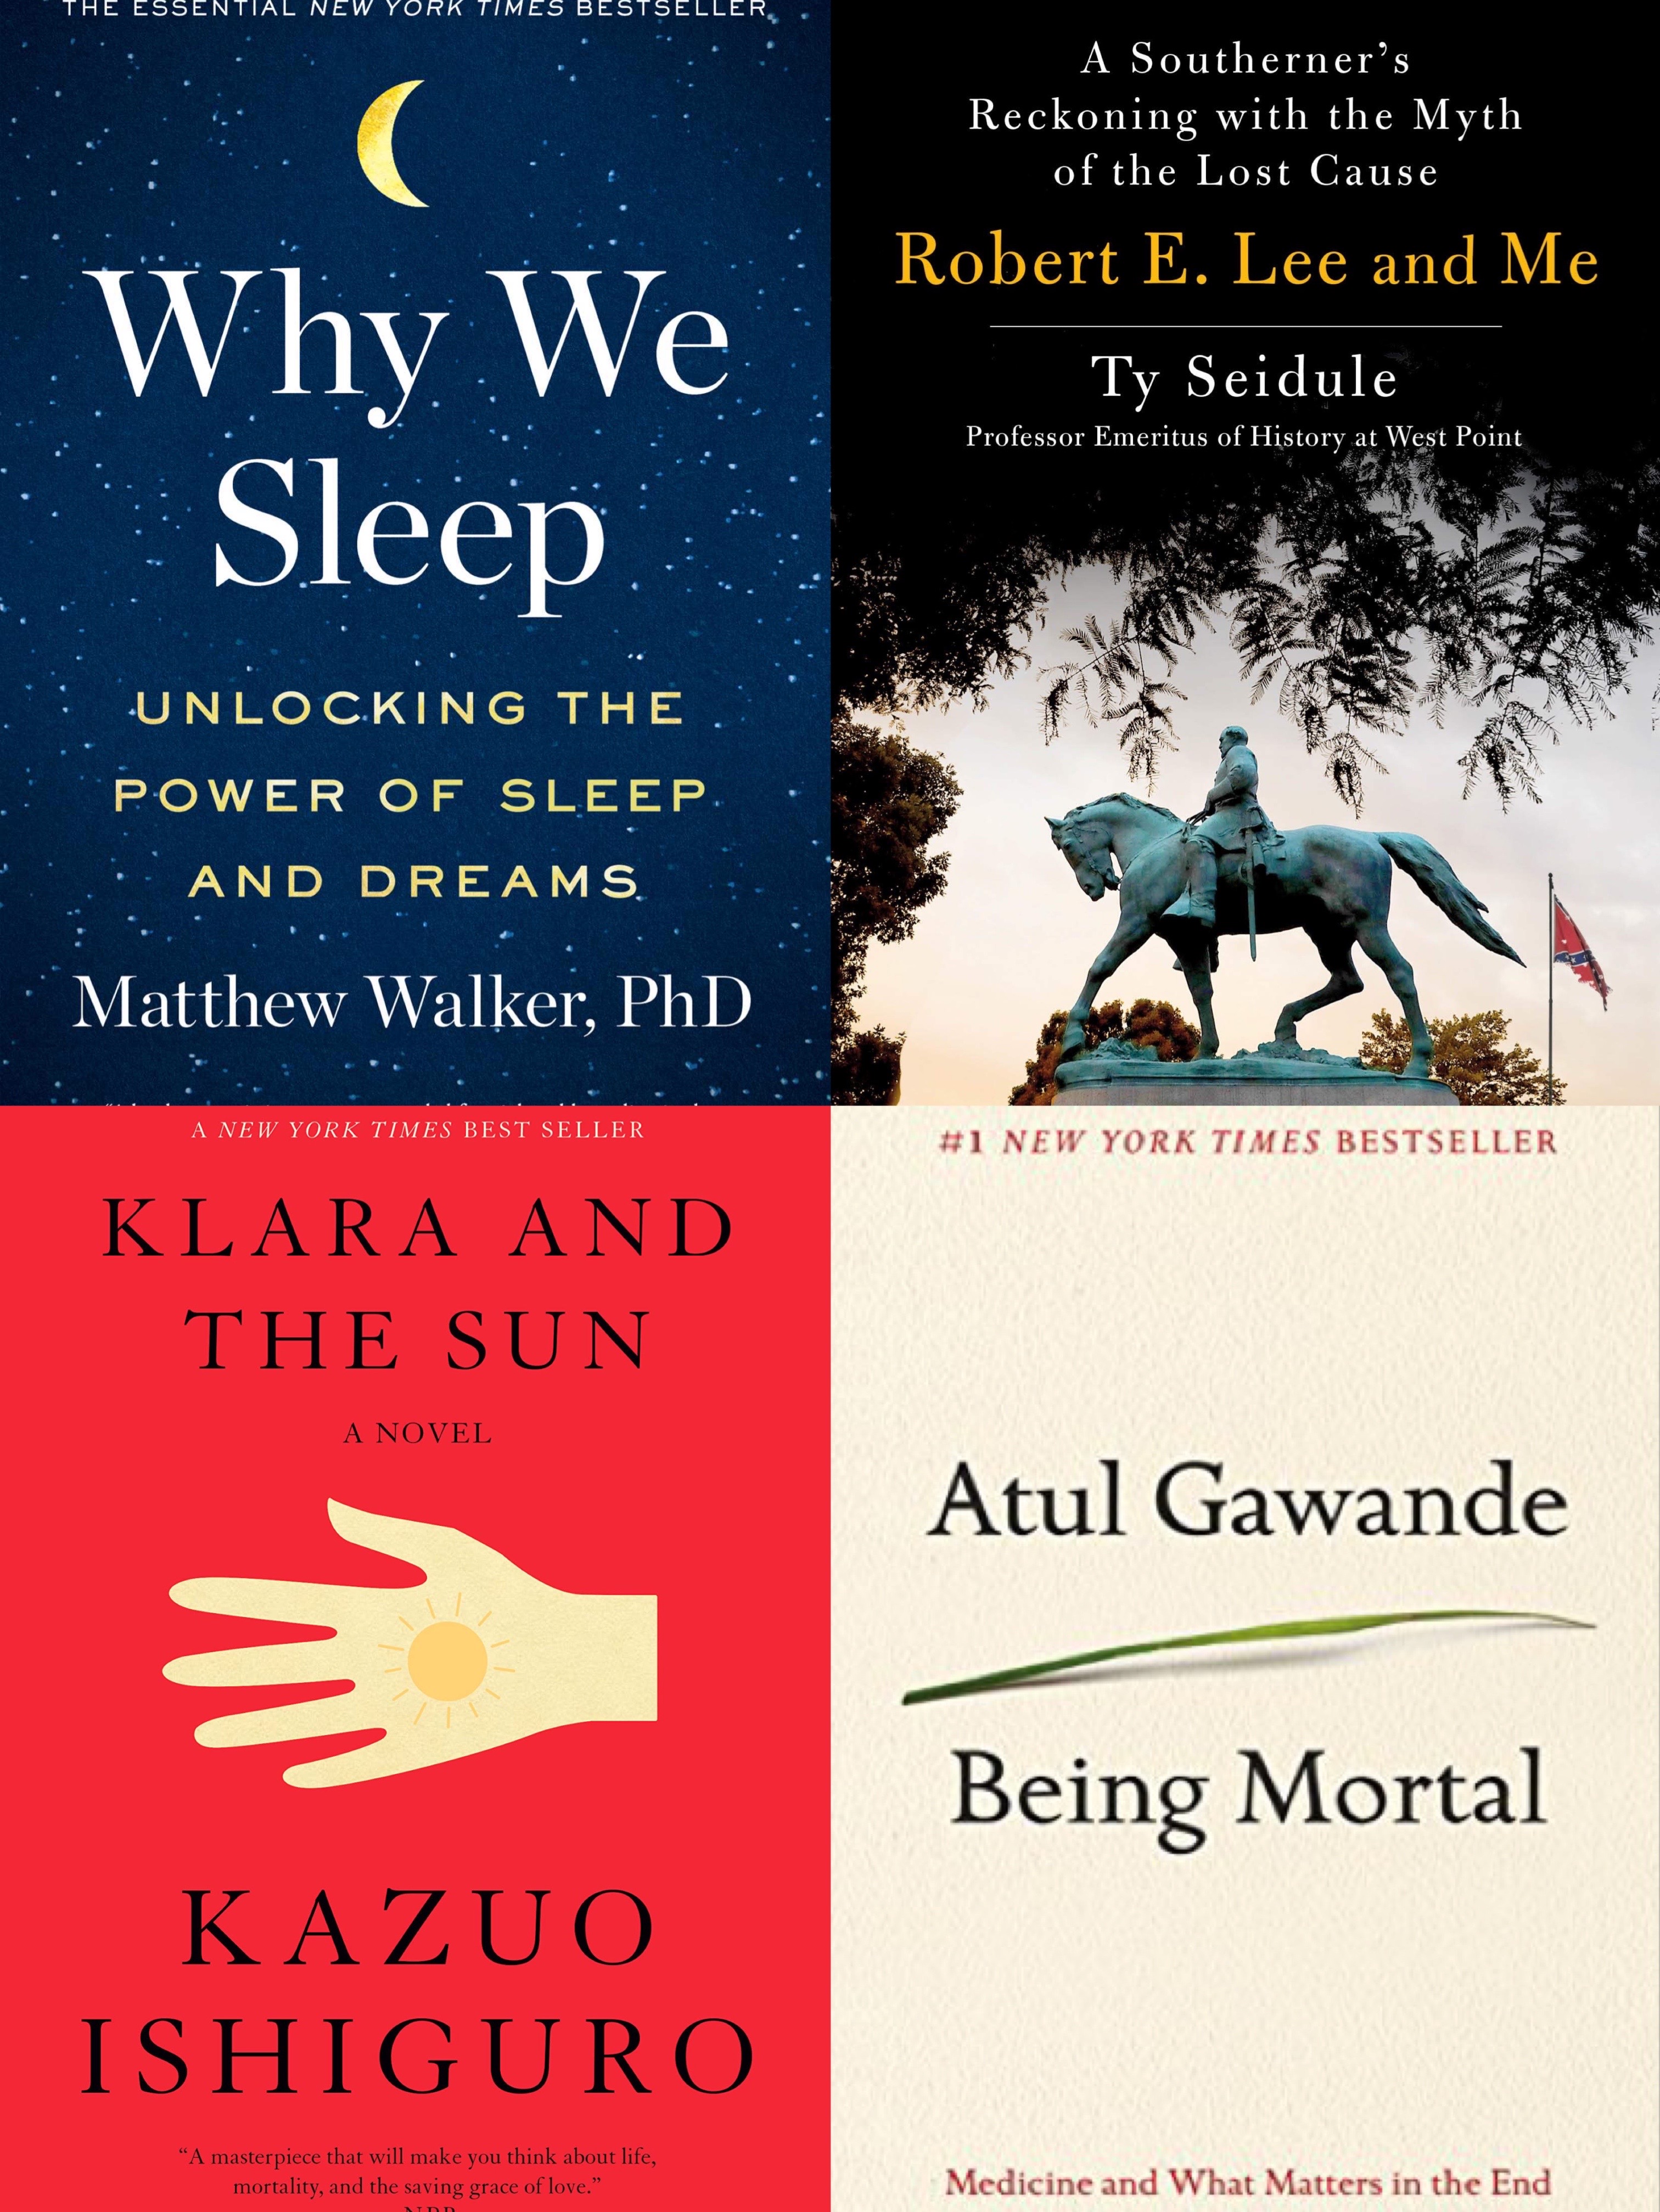 THE ESSENTIAL NEW YORK TIMES BESTSELLER
Why We
Sleep
UNLOCKING THE
POWER OF SLEEP
AND DREAMS
Matthew Walker, PhD
A Southerner's
Reckoning with the Myth
of the Lost Cause
Robert E. Lee and Me
Ty Seidule
Professor Emeritus of History at West Point
A NEW YORK TIMES BEST SELLER
KLARA AND
THE SUN
A NOVEL
KAZUO
ISHIGURO
“A masterpiece that will make you think about life,
mortality, and the saving grace of love.”
#1 NEW YORK TIMES BESTSELLER
Atul Gawande
Being Mortal
Medicine and What Matters in the End